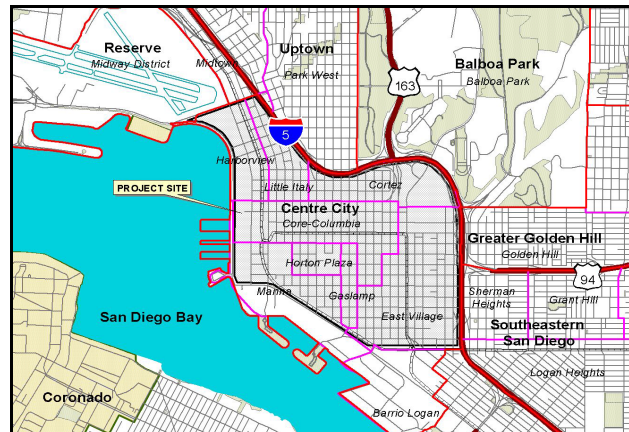 Reserve
Midway District
Midtown
Uptown
Park West
163
Balboa Park
Balboa Park
5
Harborview
PROJECT SITE
Little Italy
Cortez
Centre City
Core-Columbia
Greater Golden Hill
Golden Hill
Horton Plaza
94
Marina
Gaslamp
Sherman
Heights
Grant Hill
San Diego Bay
East Village
Southeastern
San Diego
Logan Heights
Coronado
Barrio Logan